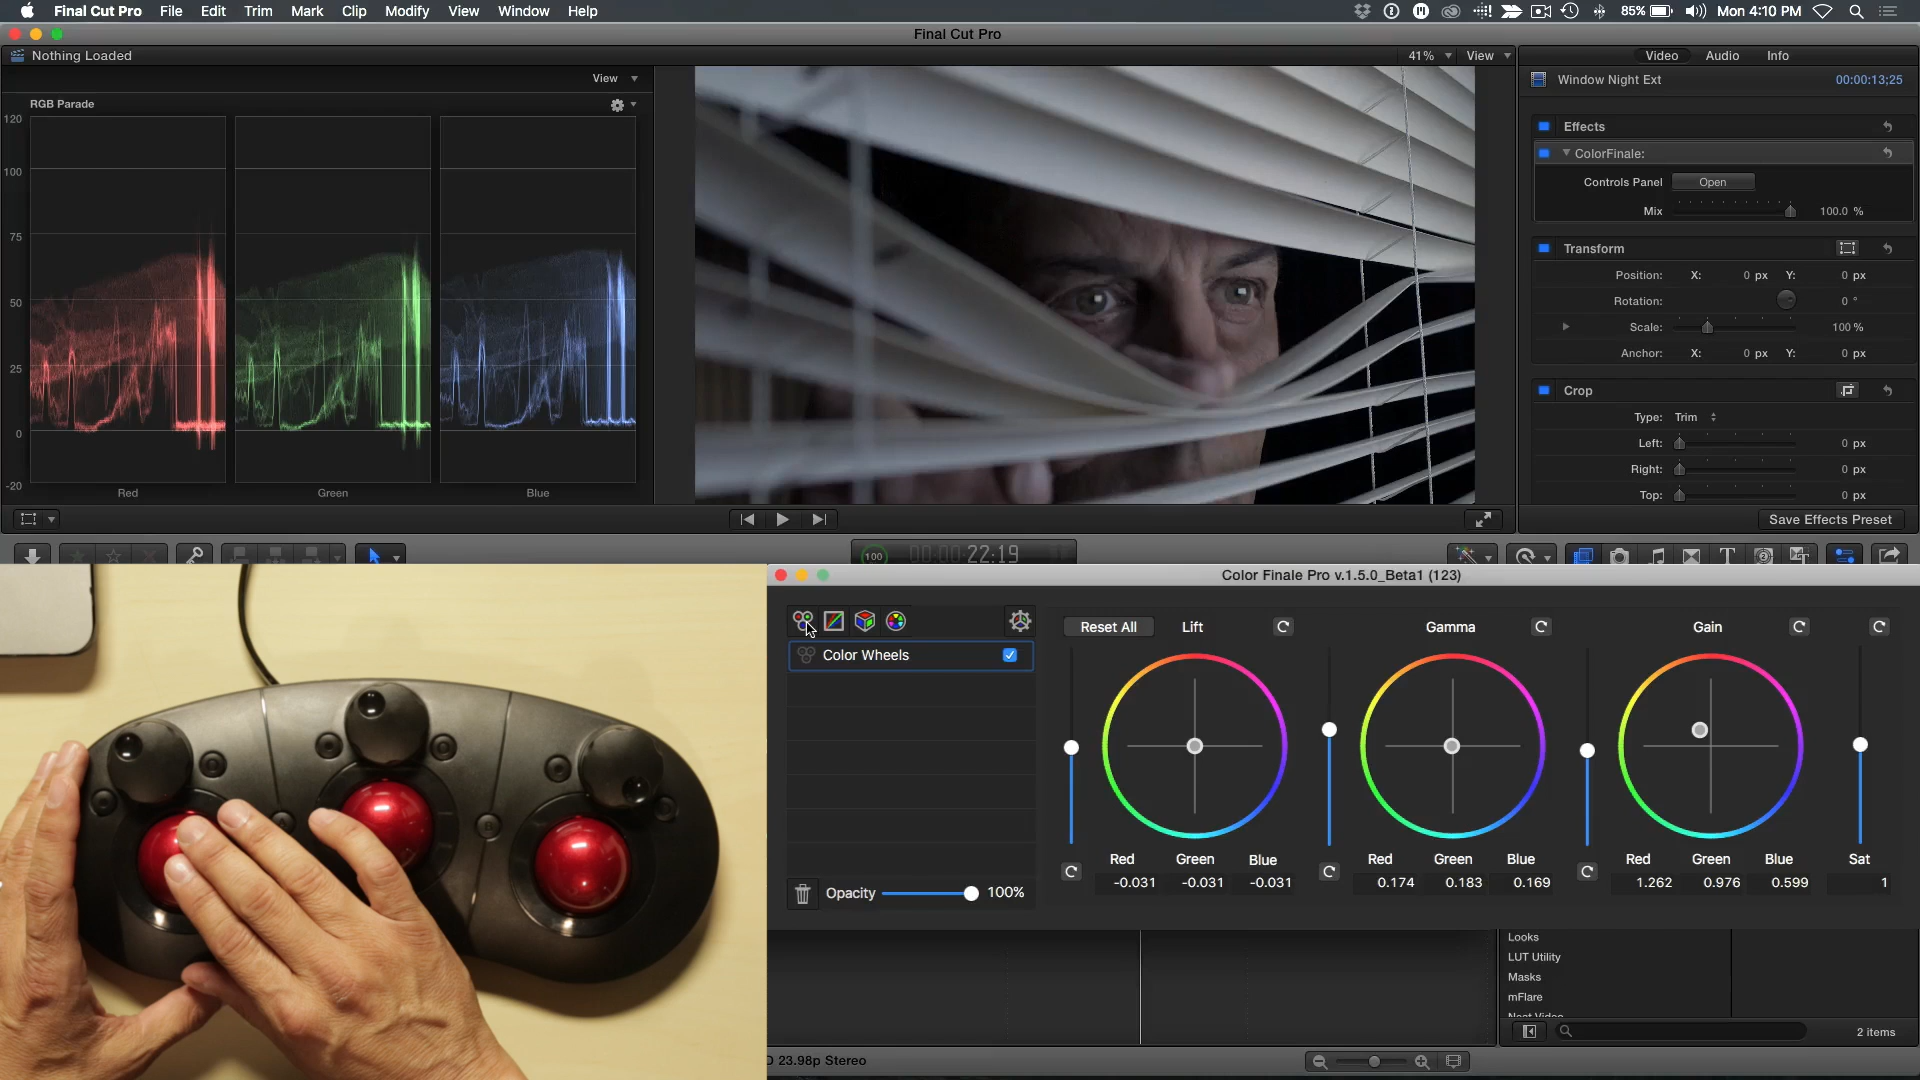 Final Cut Pro File Edit Trim Mark Clip Modify View Window Help 85% Mon 4:10 PM
Final Cut Pro
Nothing Loaded
41% View
Video Audio Info
View
Window Night Ext 00:00:13;25
RGB Parade
120
100
75
50
25
0
-20
Red Green Blue
Effects
ColorFinale:
Controls Panel Open
Mix 100.0 %
Transform
Position: X: 0 px Y: 0 px
Rotation: 0 °
Scale: 100 %
Anchor: X: 0 px Y: 0 px
Crop
Type: Trim
Left: 0 px
Right: 0 px
Top: 0 px
Save Effects Preset
100 00:00:22:19
Color Finale Pro v.1.5.0_Beta1 (123)
Color Wheels
Opacity 100%
Reset All Lift Gamma Gain
Red Green Blue Red Green Blue Red Green Blue Sat
-0.031 -0.031 -0.031 0.174 0.183 0.169 1.262 0.976 0.599 1
B
Looks
LUT Utility
Masks
mFlare
Neat Video
2 items
23.98p Stereo